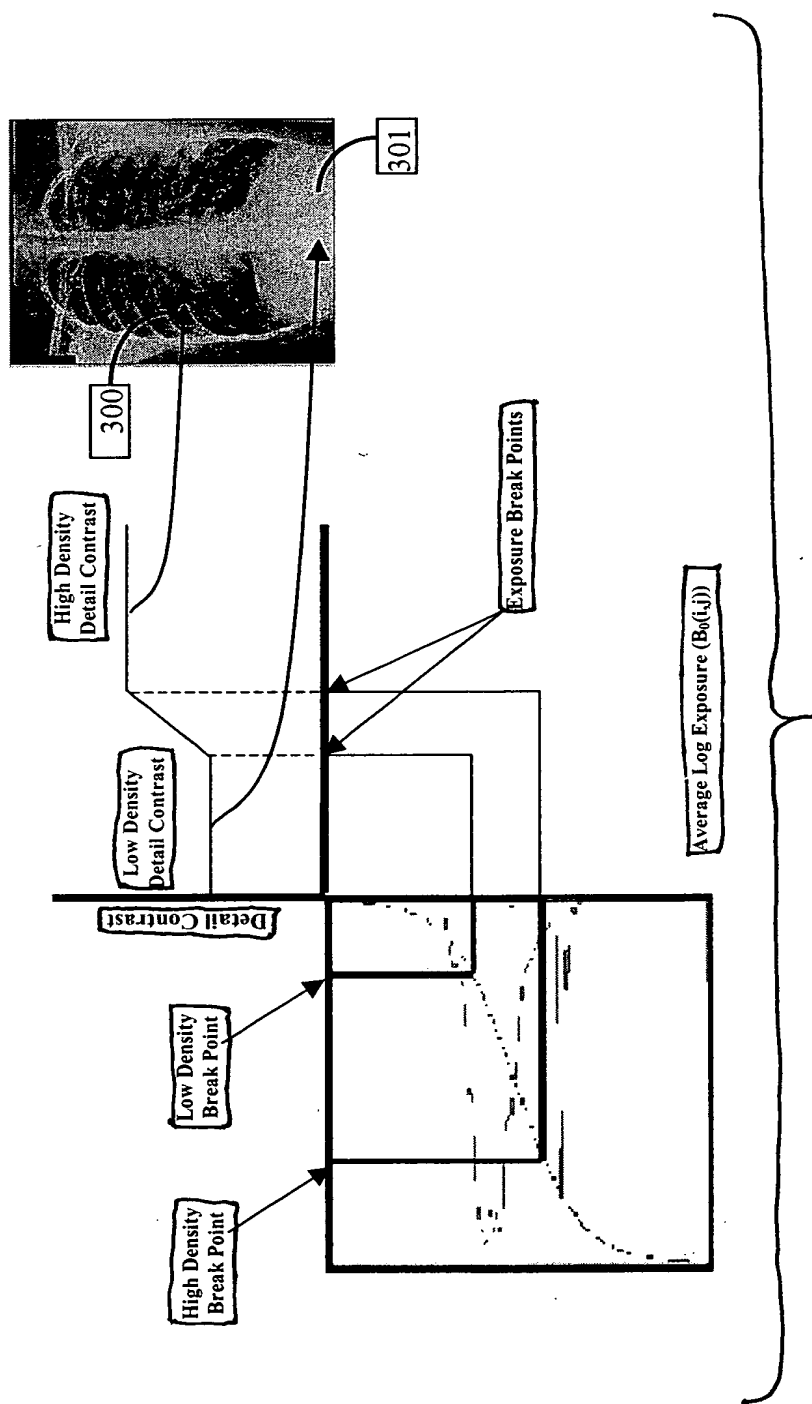 300
301
High Density
Detail Contrast
Low Density
Detail Contrast
Detail Contrast
Exposure Break Points
Low Density
Break Point
High Density
Break Point
Average Log Exposure (B₀(i,j))